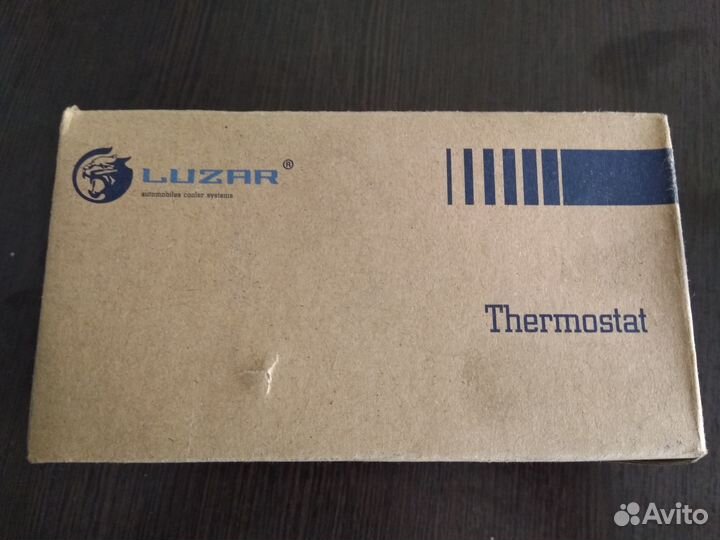 LUZAR®
automobiles cooler systems
Thermostat
Avito